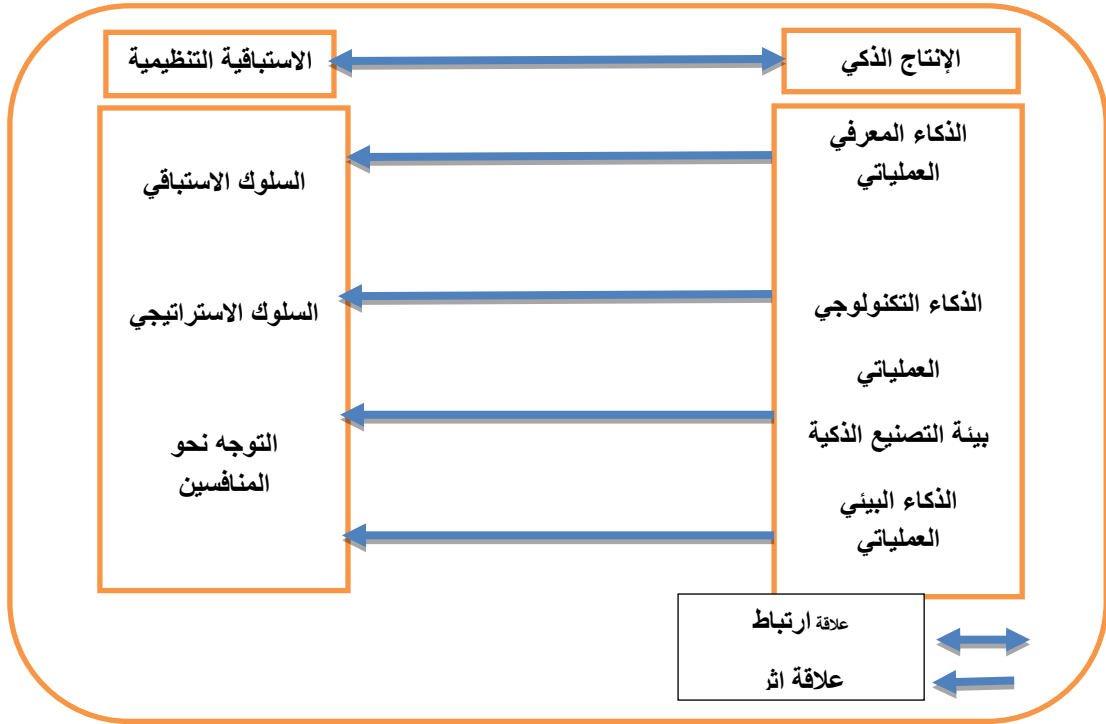 الإنتاج الذكي
الاستباقية التنظيمية
الذكاء المعرفي
العملياتي
الذكاء التكنولوجي
العملياتي
بيئة التصنيع الذكية
الذكاء البيئي
العملياتي
السلوك الاستباقي
السلوك الاستراتيجي
التوجه نحو
المنافسين
علاقة ارتباط
علاقة اثر